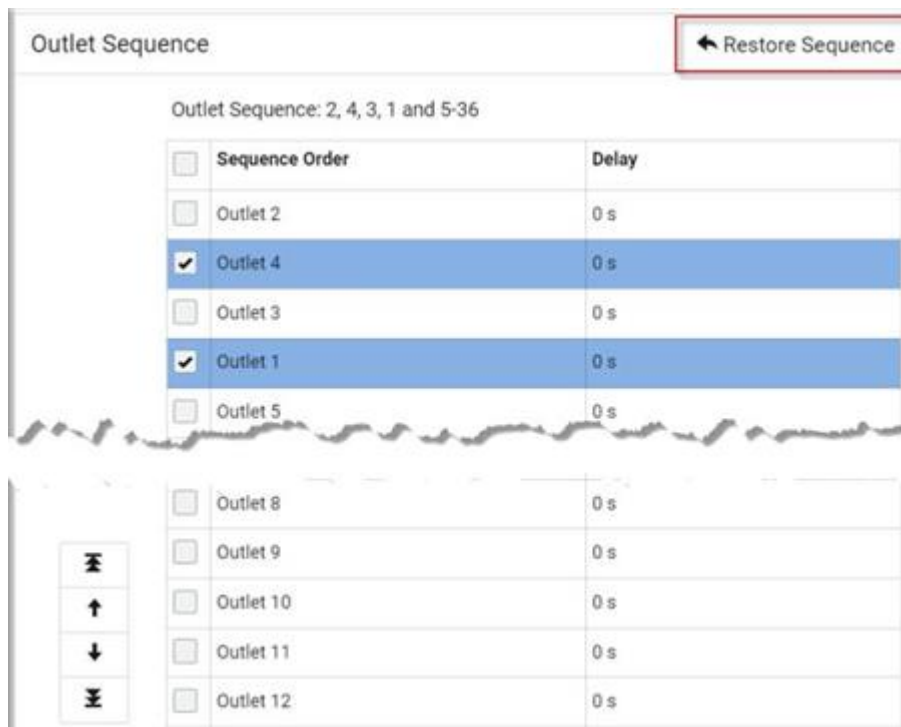 Outlet Sequence
Restore Sequence
Outlet Sequence: 2, 4, 3, 1 and 5-36
Sequence Order Delay
Outlet 2 0 s
Outlet 4 0 s
Outlet 3 0 s
Outlet 1 0 s
Outlet 5 0 s
Outlet 8 0 s
Outlet 9 0 s
Outlet 10 0 s
Outlet 11 0 s
Outlet 12 0 s